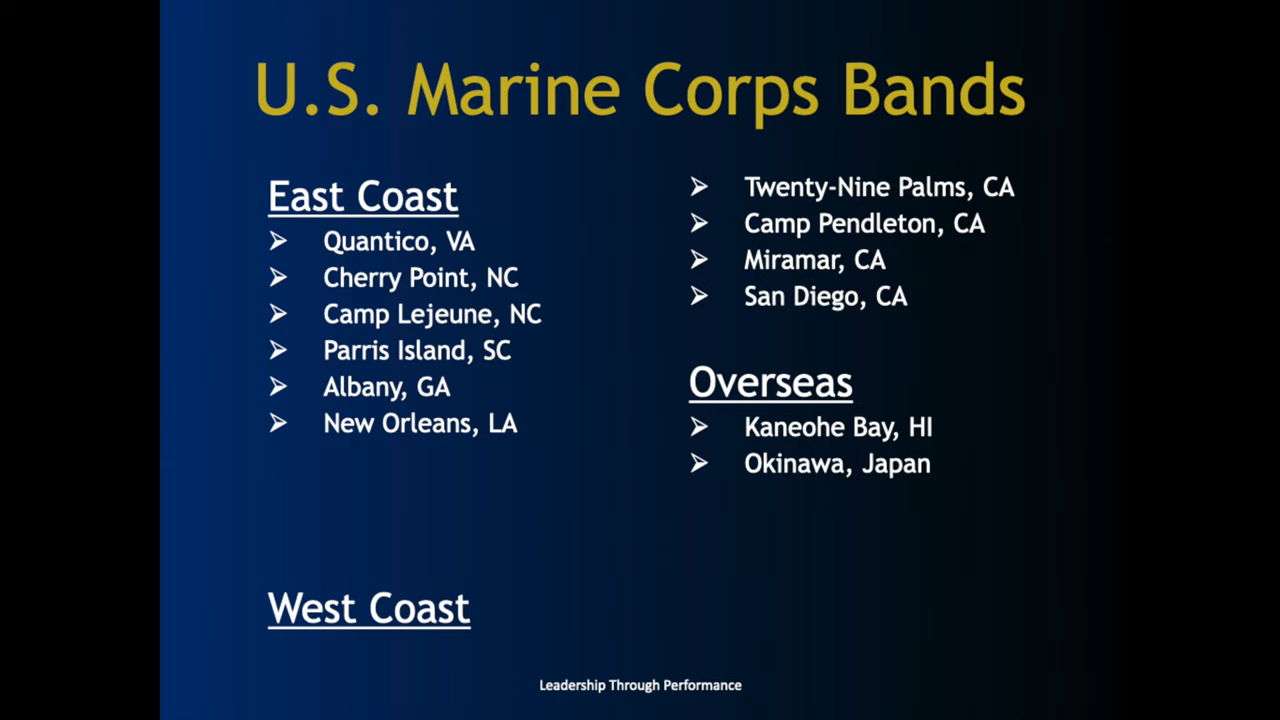 U.S. Marine Corps Bands
East Coast
➢ Quantico, VA
➢ Cherry Point, NC
➢ Camp Lejeune, NC
➢ Parris Island, SC
➢ Albany, GA
➢ New Orleans, LA
West Coast
➢ Twenty-Nine Palms, CA
➢ Camp Pendleton, CA
➢ Miramar, CA
➢ San Diego, CA
Overseas
➢ Kaneohe Bay, HI
➢ Okinawa, Japan
Leadership Through Performance